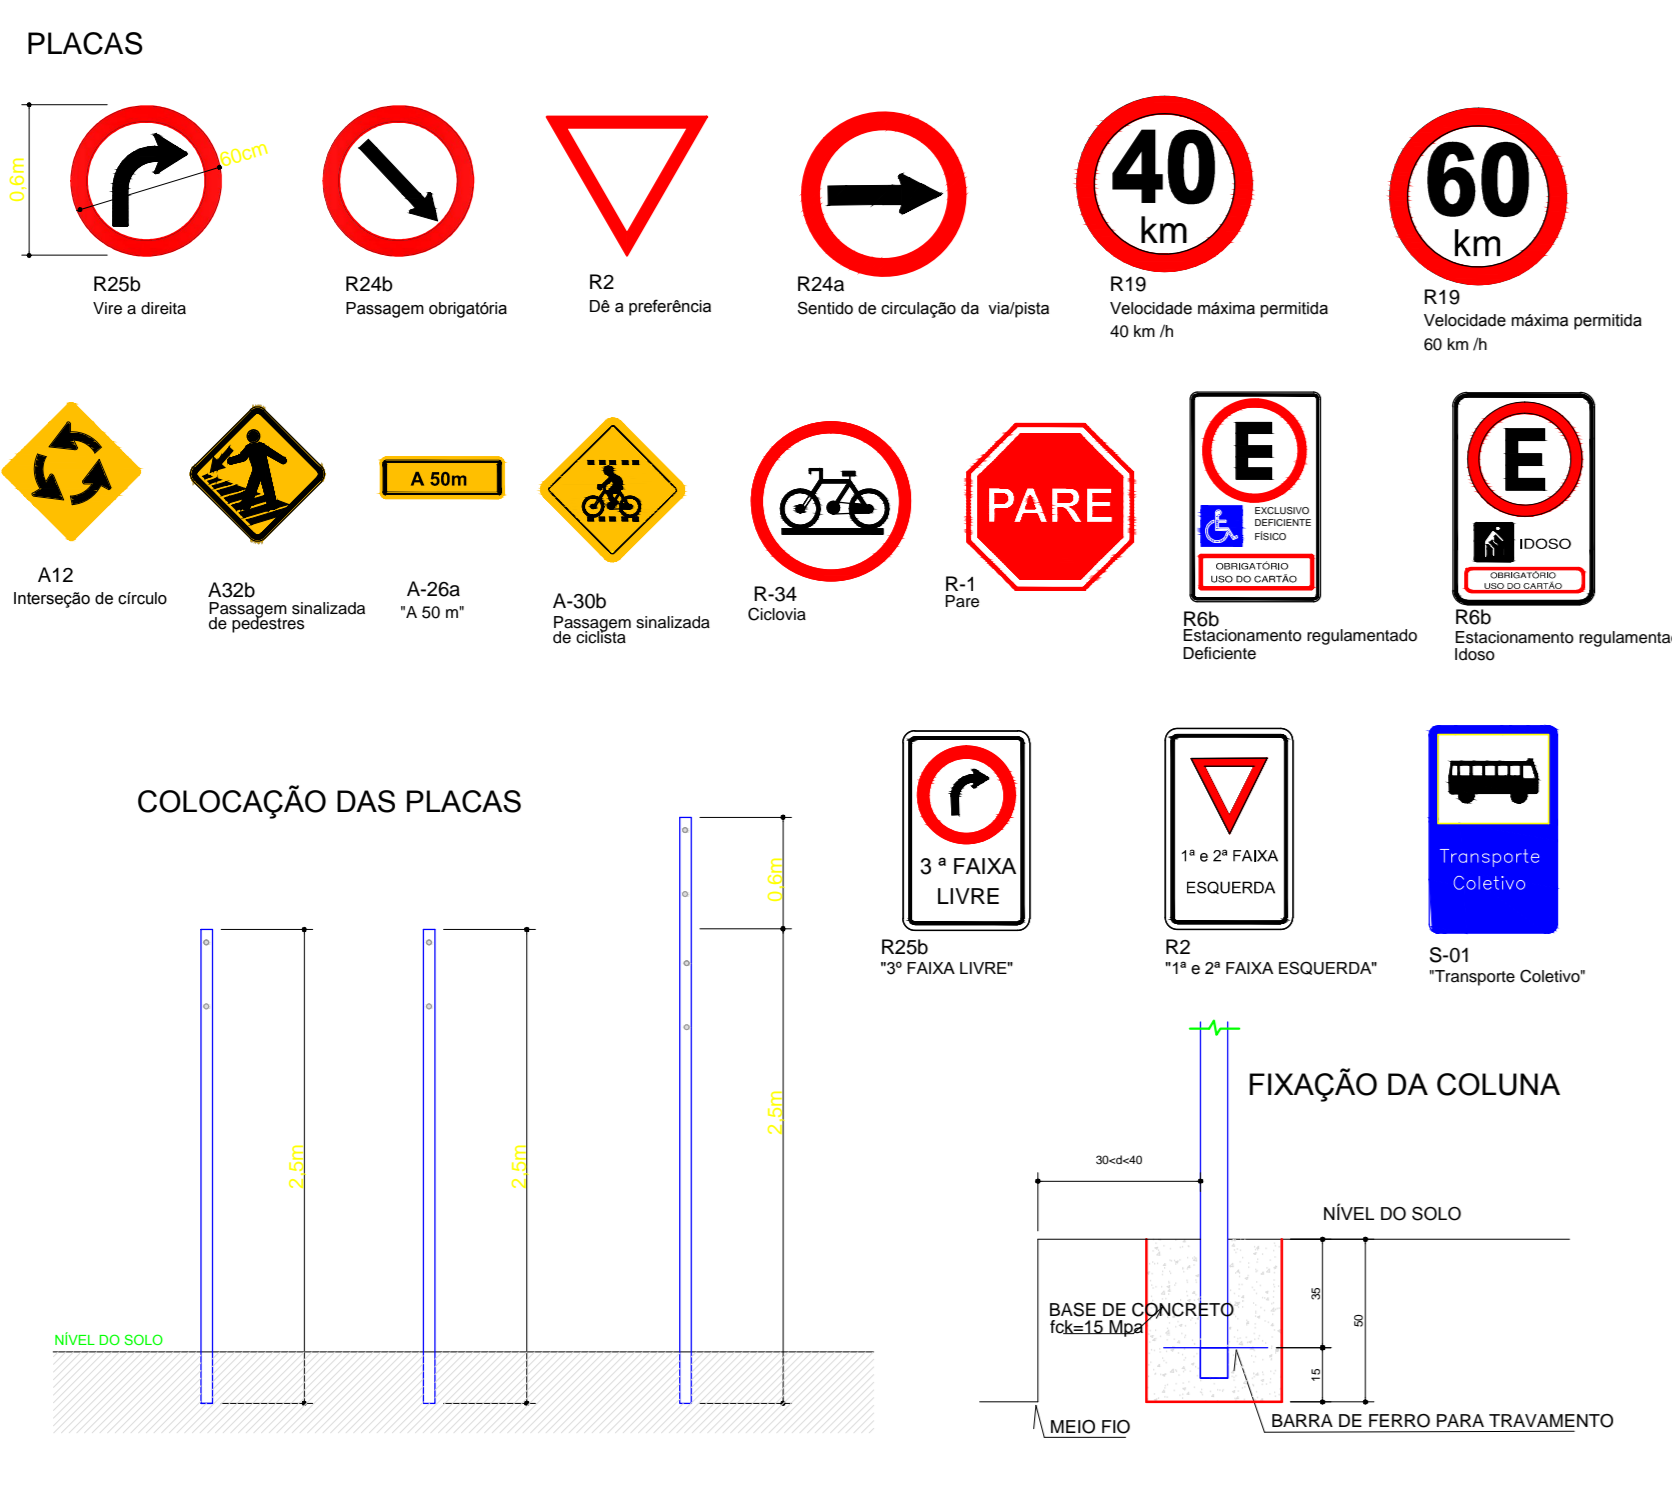 PLACAS
0,6m
60cm
R25b
Vire a direita
R24b
Passagem obrigatória
R2
Dê a preferência
R24a
Sentido de circulação da via/pista
40
km
R19
Velocidade máxima permitida
40 km /h
60
km
R19
Velocidade máxima permitida
60 km /h
A12
Interseção de círculo
A32b
Passagem sinalizada
de pedestres
A 50m
A-26a
"A 50 m"
A-30b
Passagem sinalizada
de ciclista
R-34
Ciclovia
PARE
R-1
Pare
E
EXCLUSIVO
DEFICIENTE
FÍSICO
OBRIGATÓRIO
USO DO CARTÃO
R6b
Estacionamento regulamentado
Deficiente
E
IDOSO
OBRIGATÓRIO
USO DO CARTÃO
R6b
Estacionamento regulamenta
Idoso
3 ª FAIXA
LIVRE
R25b
"3º FAIXA LIVRE"
1ª e 2ª FAIXA
ESQUERDA
R2
"1ª e 2ª FAIXA ESQUERDA"
Transporte
Coletivo
S-01
"Transporte Coletivo"
COLOCAÇÃO DAS PLACAS
2,5m
2,5m
0,6m
2,5m
NÍVEL DO SOLO
FIXAÇÃO DA COLUNA
30<d<40
NÍVEL DO SOLO
BASE DE CONCRETO
fck=15 Mpa
35
50
15
MEIO FIO
BARRA DE FERRO PARA TRAVAMENTO